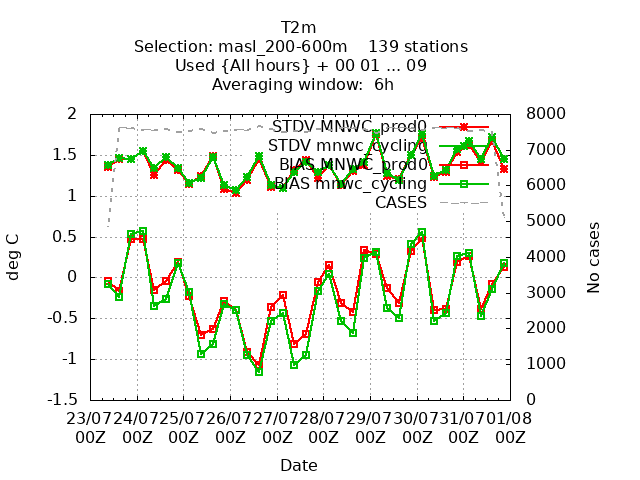 T2m
Selection: masl_200-600m    139 stations
Used {All hours} + 00 01 ... 09
Averaging window:  6h
2
1.5
1
0.5
0
-0.5
-1
-1.5
deg C
8000
7000
6000
5000
4000
3000
2000
1000
0
No cases
STDV MNWC_prod0
STDV mnwc_cycling
BIAS MNWC_prod0
BIAS mnwc_cycling
CASES
23/07 24/07 25/07 26/07 27/07 28/07 29/07 30/07 31/07 01/08
00Z 00Z 00Z 00Z 00Z 00Z 00Z 00Z 00Z 00Z
Date